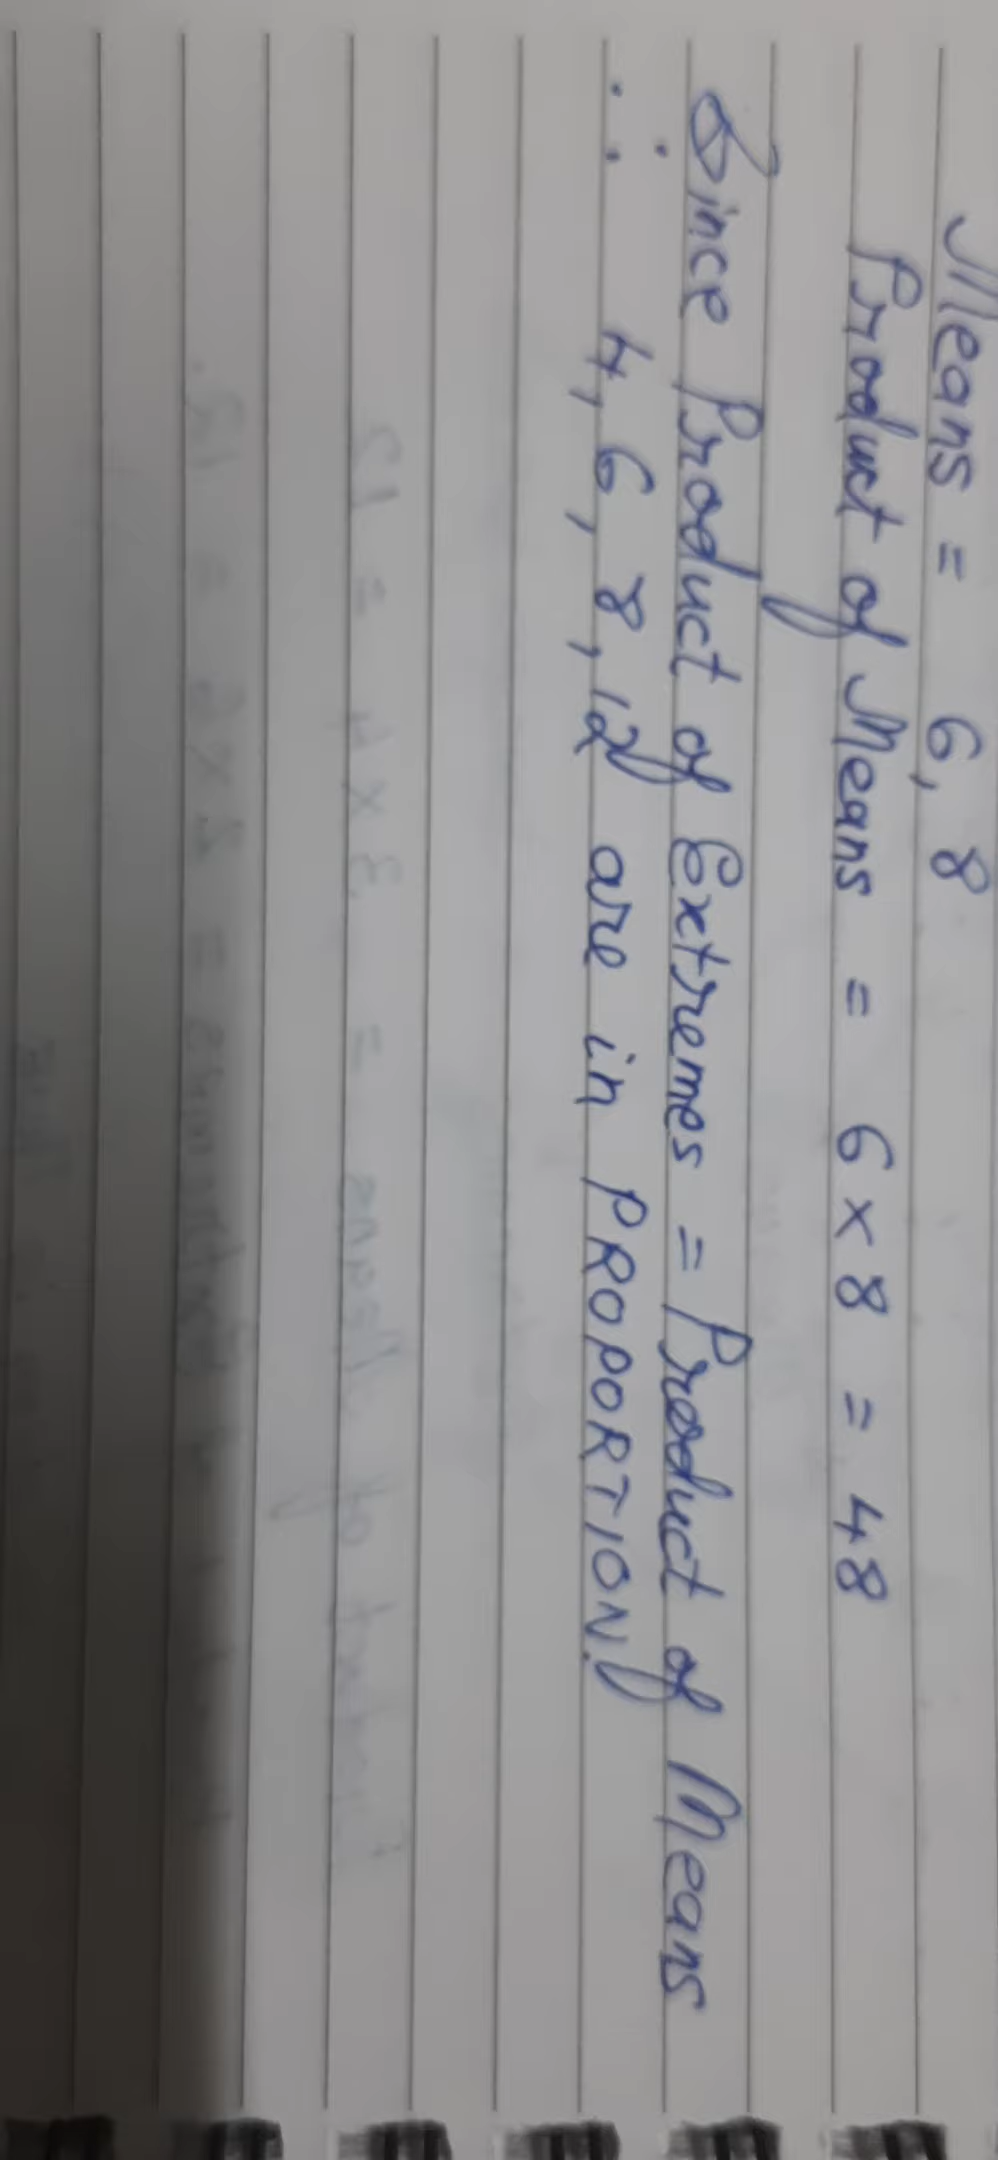 Means = 6, 8
Product of Means = 6 × 8 = 48
Since Product of Extremes = Product of Means
∴ 4, 6, 8, 12 are in PROPORTION.